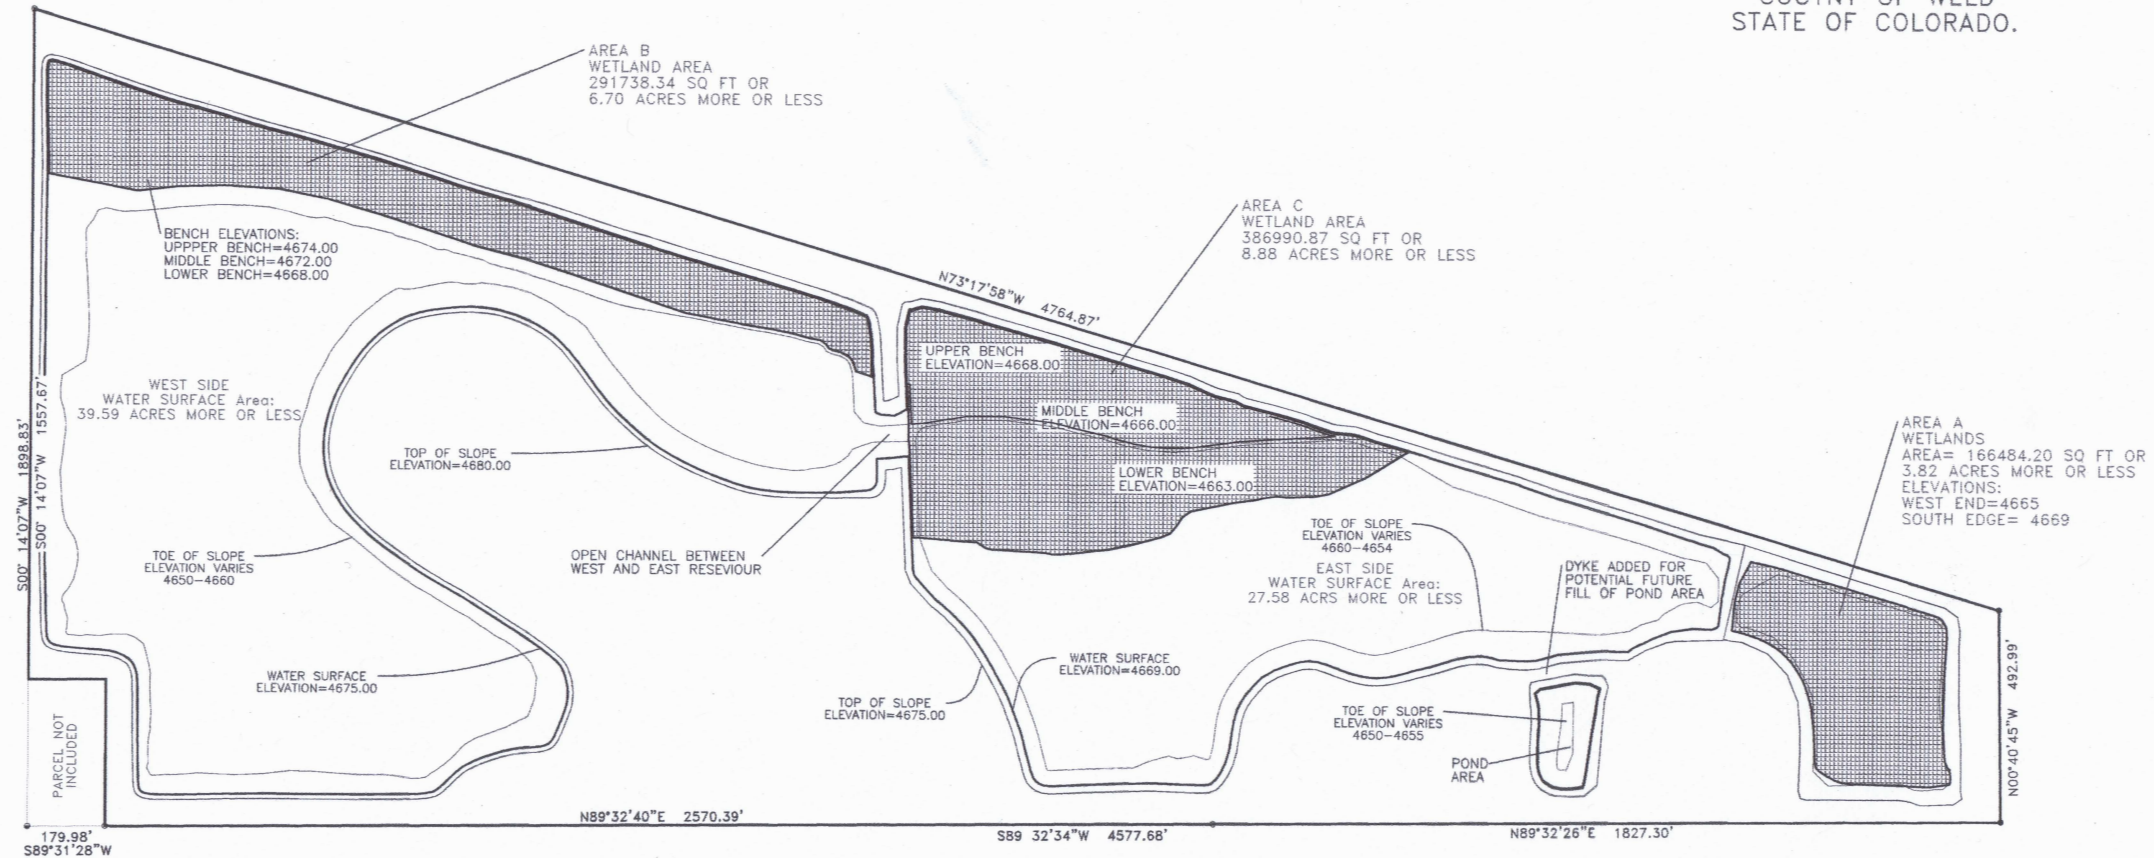 STATE OF COLORADO.
AREA B
WETLAND AREA
291738.34 SQ FT OR
6.70 ACRES MORE OR LESS
BENCH ELEVATIONS:
UPPPER BENCH=4674.00
MIDDLE BENCH=4672.00
LOWER BENCH=4668.00
AREA C
WETLAND AREA
386990.87 SQ FT OR
8.88 ACRES MORE OR LESS
N73°17'58"W 4764.87'
UPPER BENCH
ELEVATION=4668.00
MIDDLE BENCH
ELEVATION=4666.00
LOWER BENCH
ELEVATION=4663.00
AREA A
WETLANDS
AREA= 166484.20 SQ FT OR
3.82 ACRES MORE OR LESS
ELEVATIONS:
WEST END=4665
SOUTH EDGE= 4669
WEST SIDE
WATER SURFACE Area:
39.59 ACRES MORE OR LESS
S00° 14'07"W 1898.83'
S00° 14'07"W 1557.67'
TOP OF SLOPE
ELEVATION=4680.00
TOE OF SLOPE
ELEVATION VARIES
4650-4660
OPEN CHANNEL BETWEEN
WEST AND EAST RESEVIOUR
TOE OF SLOPE
ELEVATION VARIES
4660-4654
EAST SIDE
WATER SURFACE Area:
27.58 ACRS MORE OR LESS
DYKE ADDED FOR
POTENTIAL FUTURE
FILL OF POND AREA
WATER SURFACE
ELEVATION=4675.00
WATER SURFACE
ELEVATION=4669.00
TOP OF SLOPE
ELEVATION=4675.00
TOE OF SLOPE
ELEVATION VARIES
4650-4655
POND
AREA
N00°40'45"W 492.99'
PARCEL NOT
INCLUDED
179.98'
S89°31'28"W
N89°32'40"E 2570.39'
S89 32'34"W 4577.68'
N89°32'26"E 1827.30'